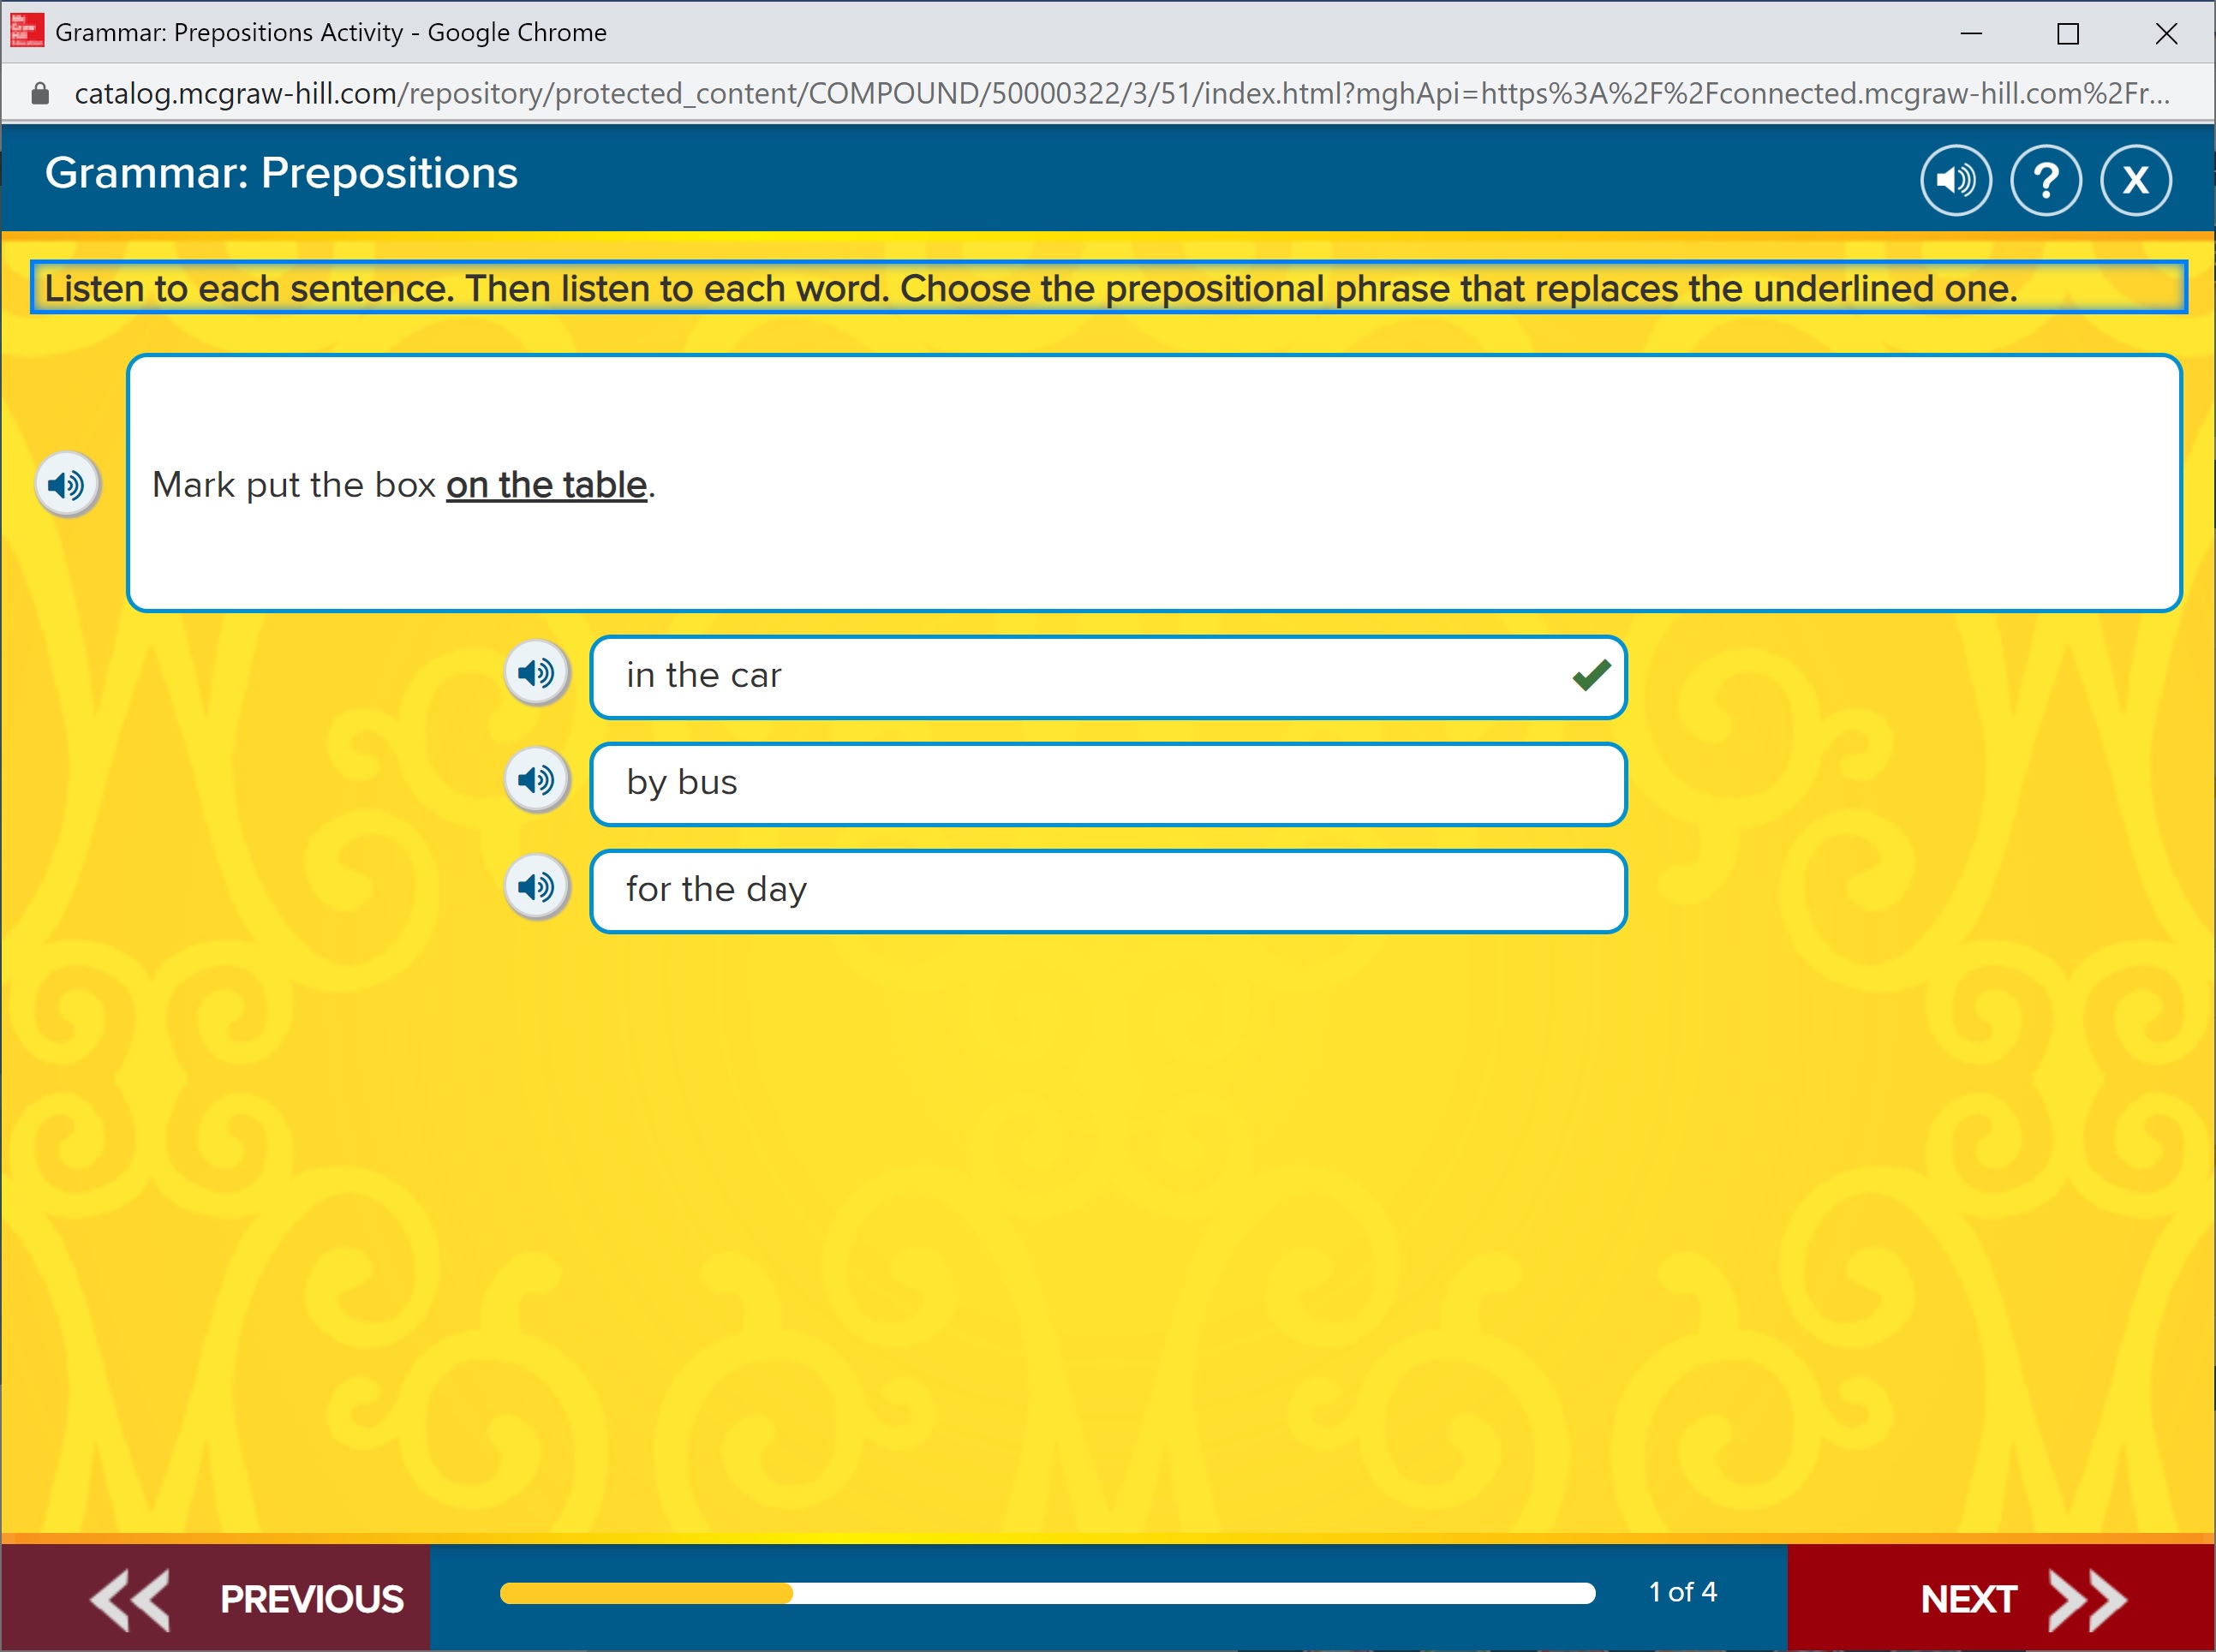 Grammar: Prepositions Activity - Google Chrome
catalog.mcgraw-hill.com/repository/protected_content/COMPOUND/50000322/3/51/index.html?mghApi=https%3A%2F%2Fconnected.mcgraw-hill.com%2Fr...
Grammar: Prepositions
? X
Listen to each sentence. Then listen to each word. Choose the prepositional phrase that replaces the underlined one.
Mark put the box on the table.
in the car
by bus
for the day
PREVIOUS
1 of 4
NEXT